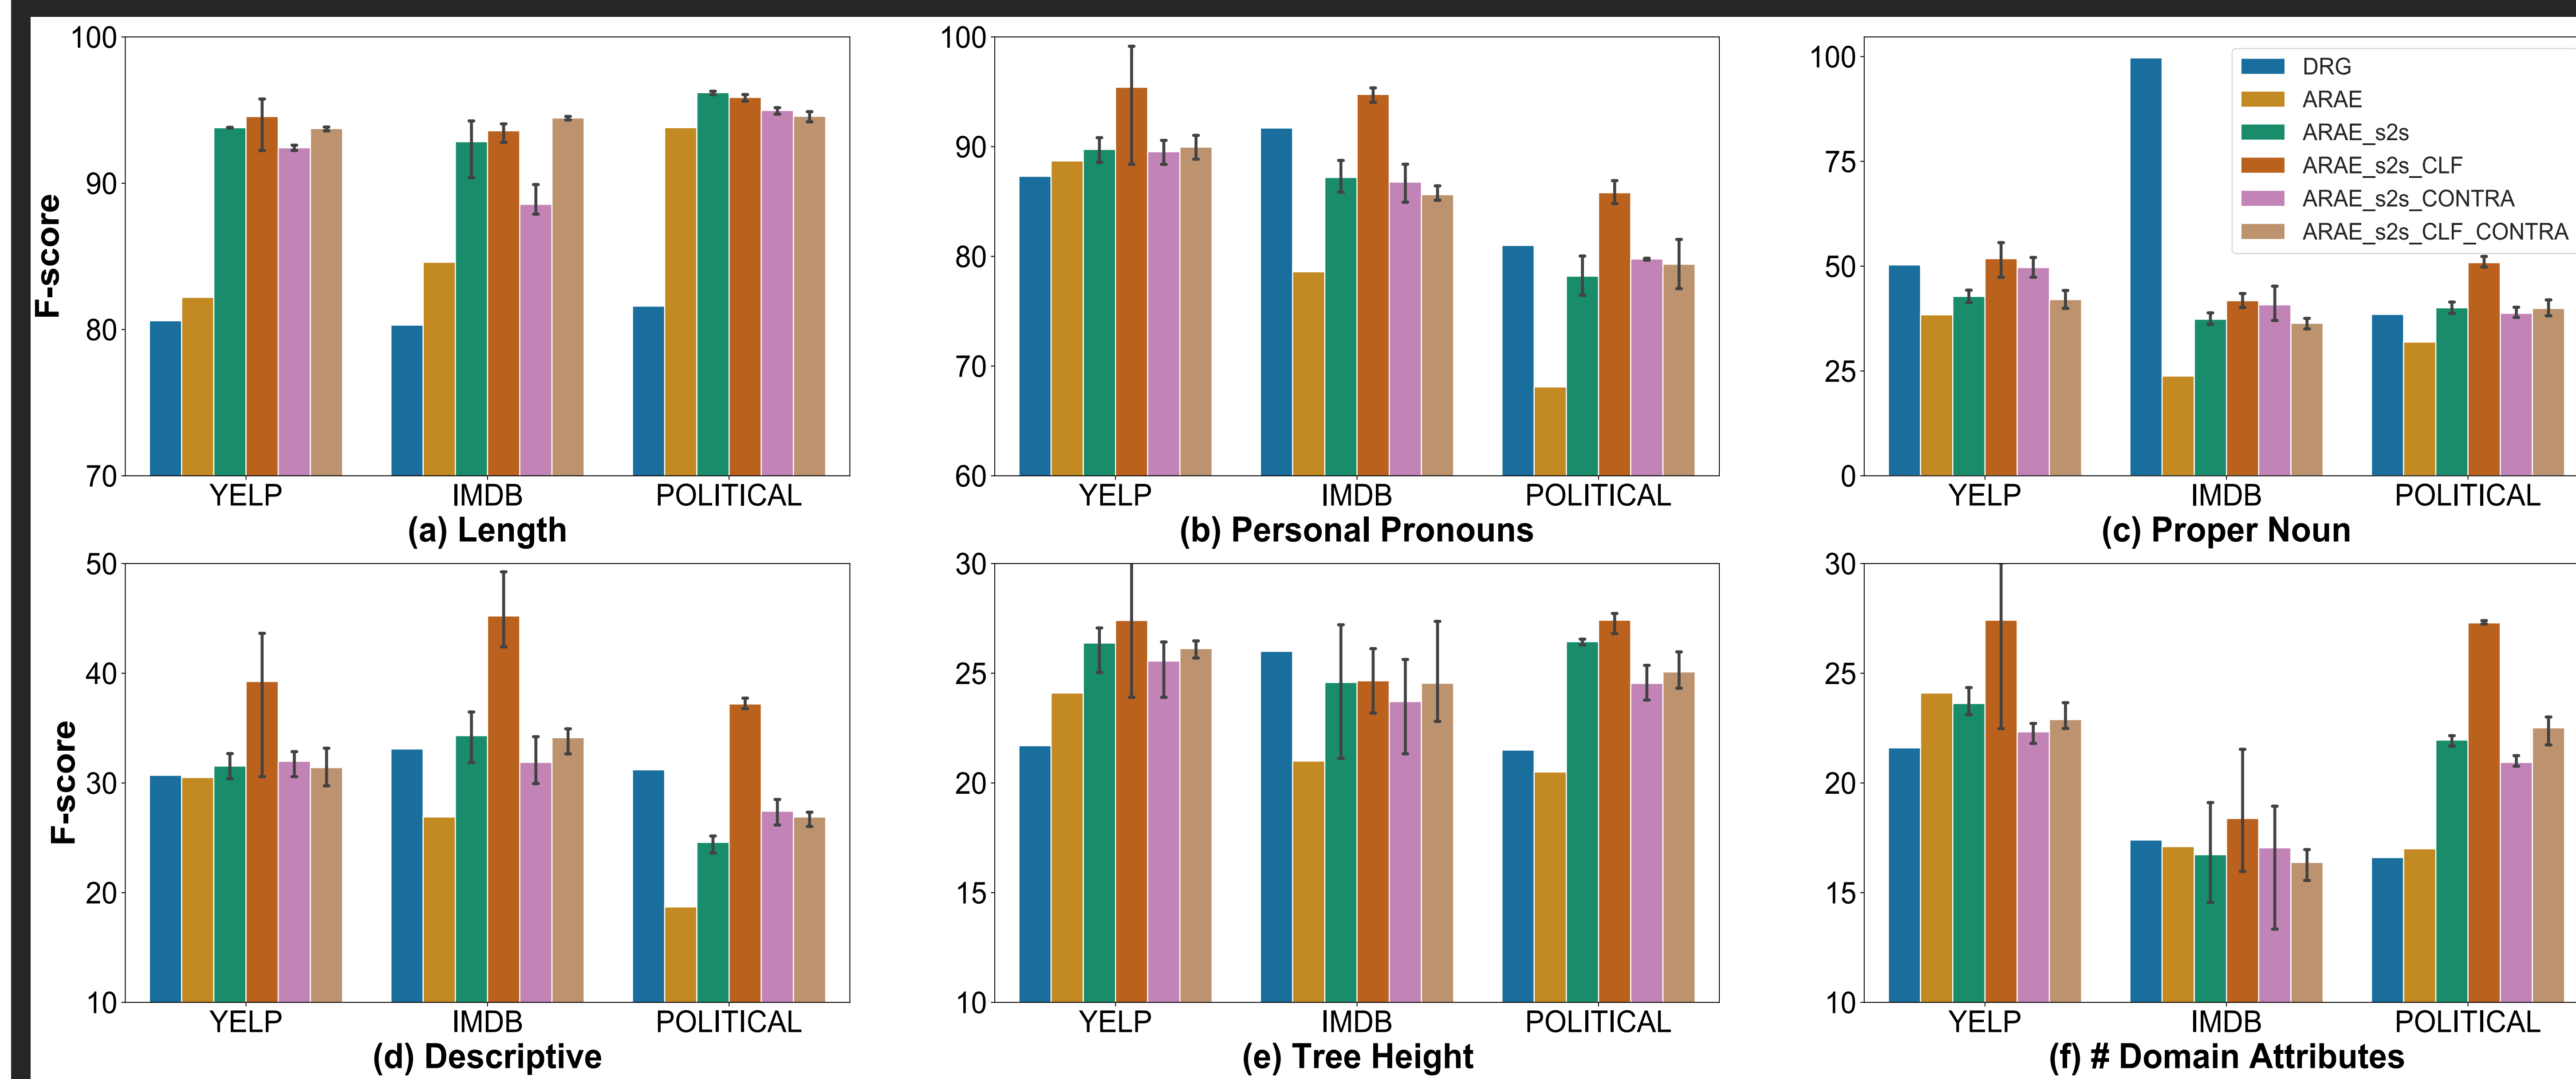 100
90
80
70
F-score
YELP
IMDB
POLITICAL
(a) Length
100
90
80
70
60
YELP
IMDB
POLITICAL
(b) Personal Pronouns
100
75
50
25
0
DRG
ARAE
ARAE_s2s
ARAE_s2s_CLF
ARAE_s2s_CONTRA
ARAE_s2s_CLF_CONTRA
YELP
IMDB
POLITICAL
(c) Proper Noun
50
40
30
20
10
F-score
YELP
IMDB
POLITICAL
(d) Descriptive
30
25
20
15
10
YELP
IMDB
POLITICAL
(e) Tree Height
30
25
20
15
10
YELP
IMDB
POLITICAL
(f) # Domain Attributes